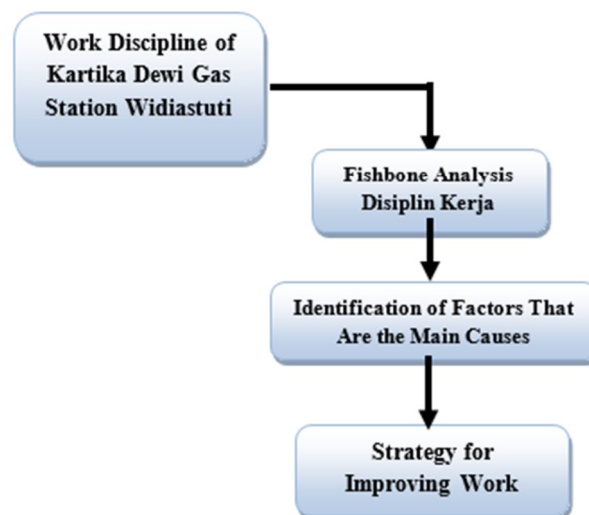 Work Discipline of
Kartika Dewi Gas
Station Widiastuti
Fishbone Analysis
Disiplin Kerja
Identification of Factors That
Are the Main Causes
Strategy for
Improving Work